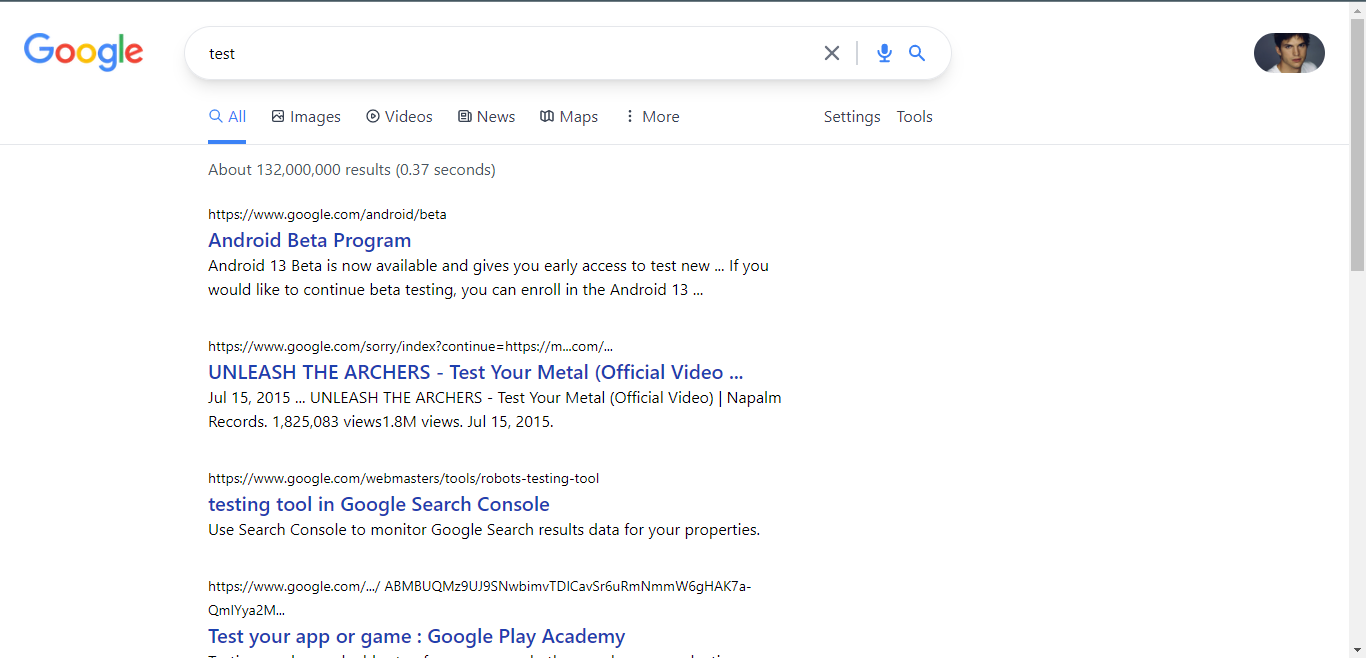 Google
test
All Images Videos News Maps More Settings Tools
About 132,000,000 results (0.37 seconds)
https://www.google.com/android/beta
Android Beta Program
Android 13 Beta is now available and gives you early access to test new ... If you
would like to continue beta testing, you can enroll in the Android 13 ...
https://www.google.com/sorry/index?continue=https://m...com/...
UNLEASH THE ARCHERS - Test Your Metal (Official Video ...
Jul 15, 2015 ... UNLEASH THE ARCHERS - Test Your Metal (Official Video) | Napalm
Records. 1,825,083 views1.8M views. Jul 15, 2015.
https://www.google.com/webmasters/tools/robots-testing-tool
testing tool in Google Search Console
Use Search Console to monitor Google Search results data for your properties.
https://www.google.com/.../ ABMBUQMz9UJ9SNwbimvTDICavSr6uRmNmmW6gHAK7a-
QmIYya2M...
Test your app or game : Google Play Academy